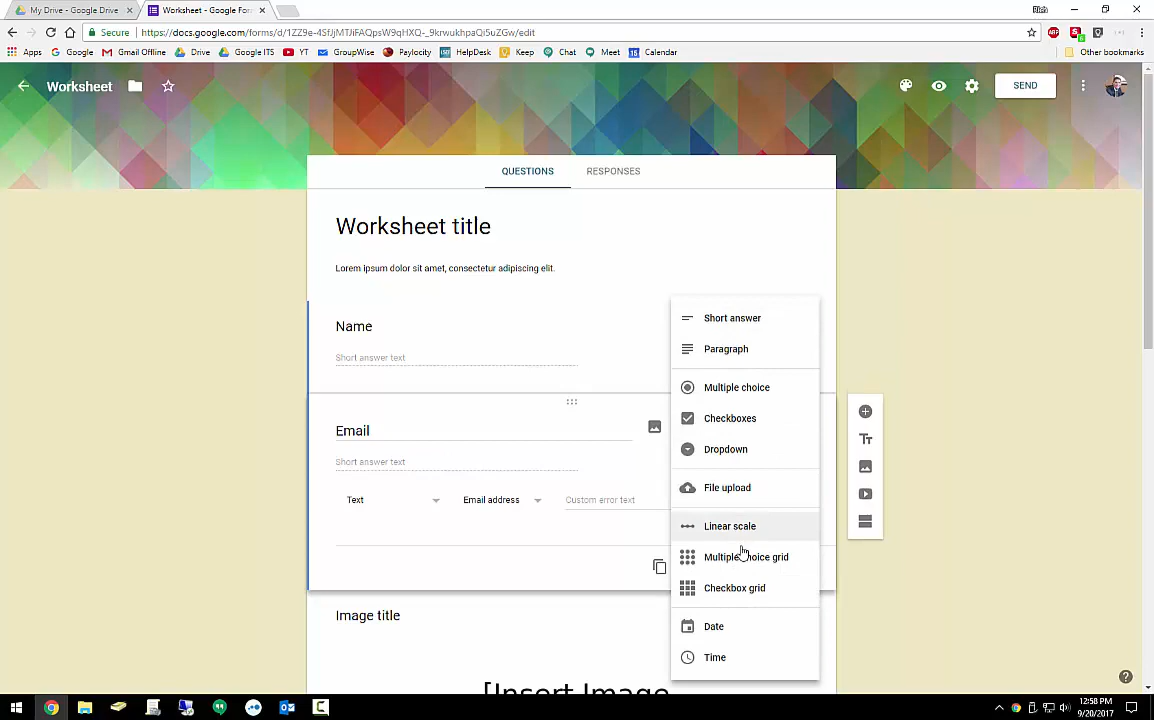 My Drive - Google Drive
Worksheet - Google For
Secure
https://docs.google.com/forms/d/1ZZ9e-4SfJjMTJiFAQpsW9qHXQ-_9krwukhpaQi5uZGw/edit
Apps
Google
Gmail Offline
Drive
Google ITS
YT
GroupWise
Paylocity
HelpDesk
Keep
Chat
Meet
Calendar
Other bookmarks
Worksheet
SEND
QUESTIONS
RESPONSES
Worksheet title
Lorem ipsum dolor sit amet, consectetur adipiscing elit.
Name
Short answer text
Email
Short answer text
Text
Email address
Custom error text
Short answer
Paragraph
Multiple choice
Checkboxes
Dropdown
File upload
Linear scale
Multiple choice grid
Checkbox grid
Date
Time
Image title
[Insert Image
12:58 PM
9/20/2017